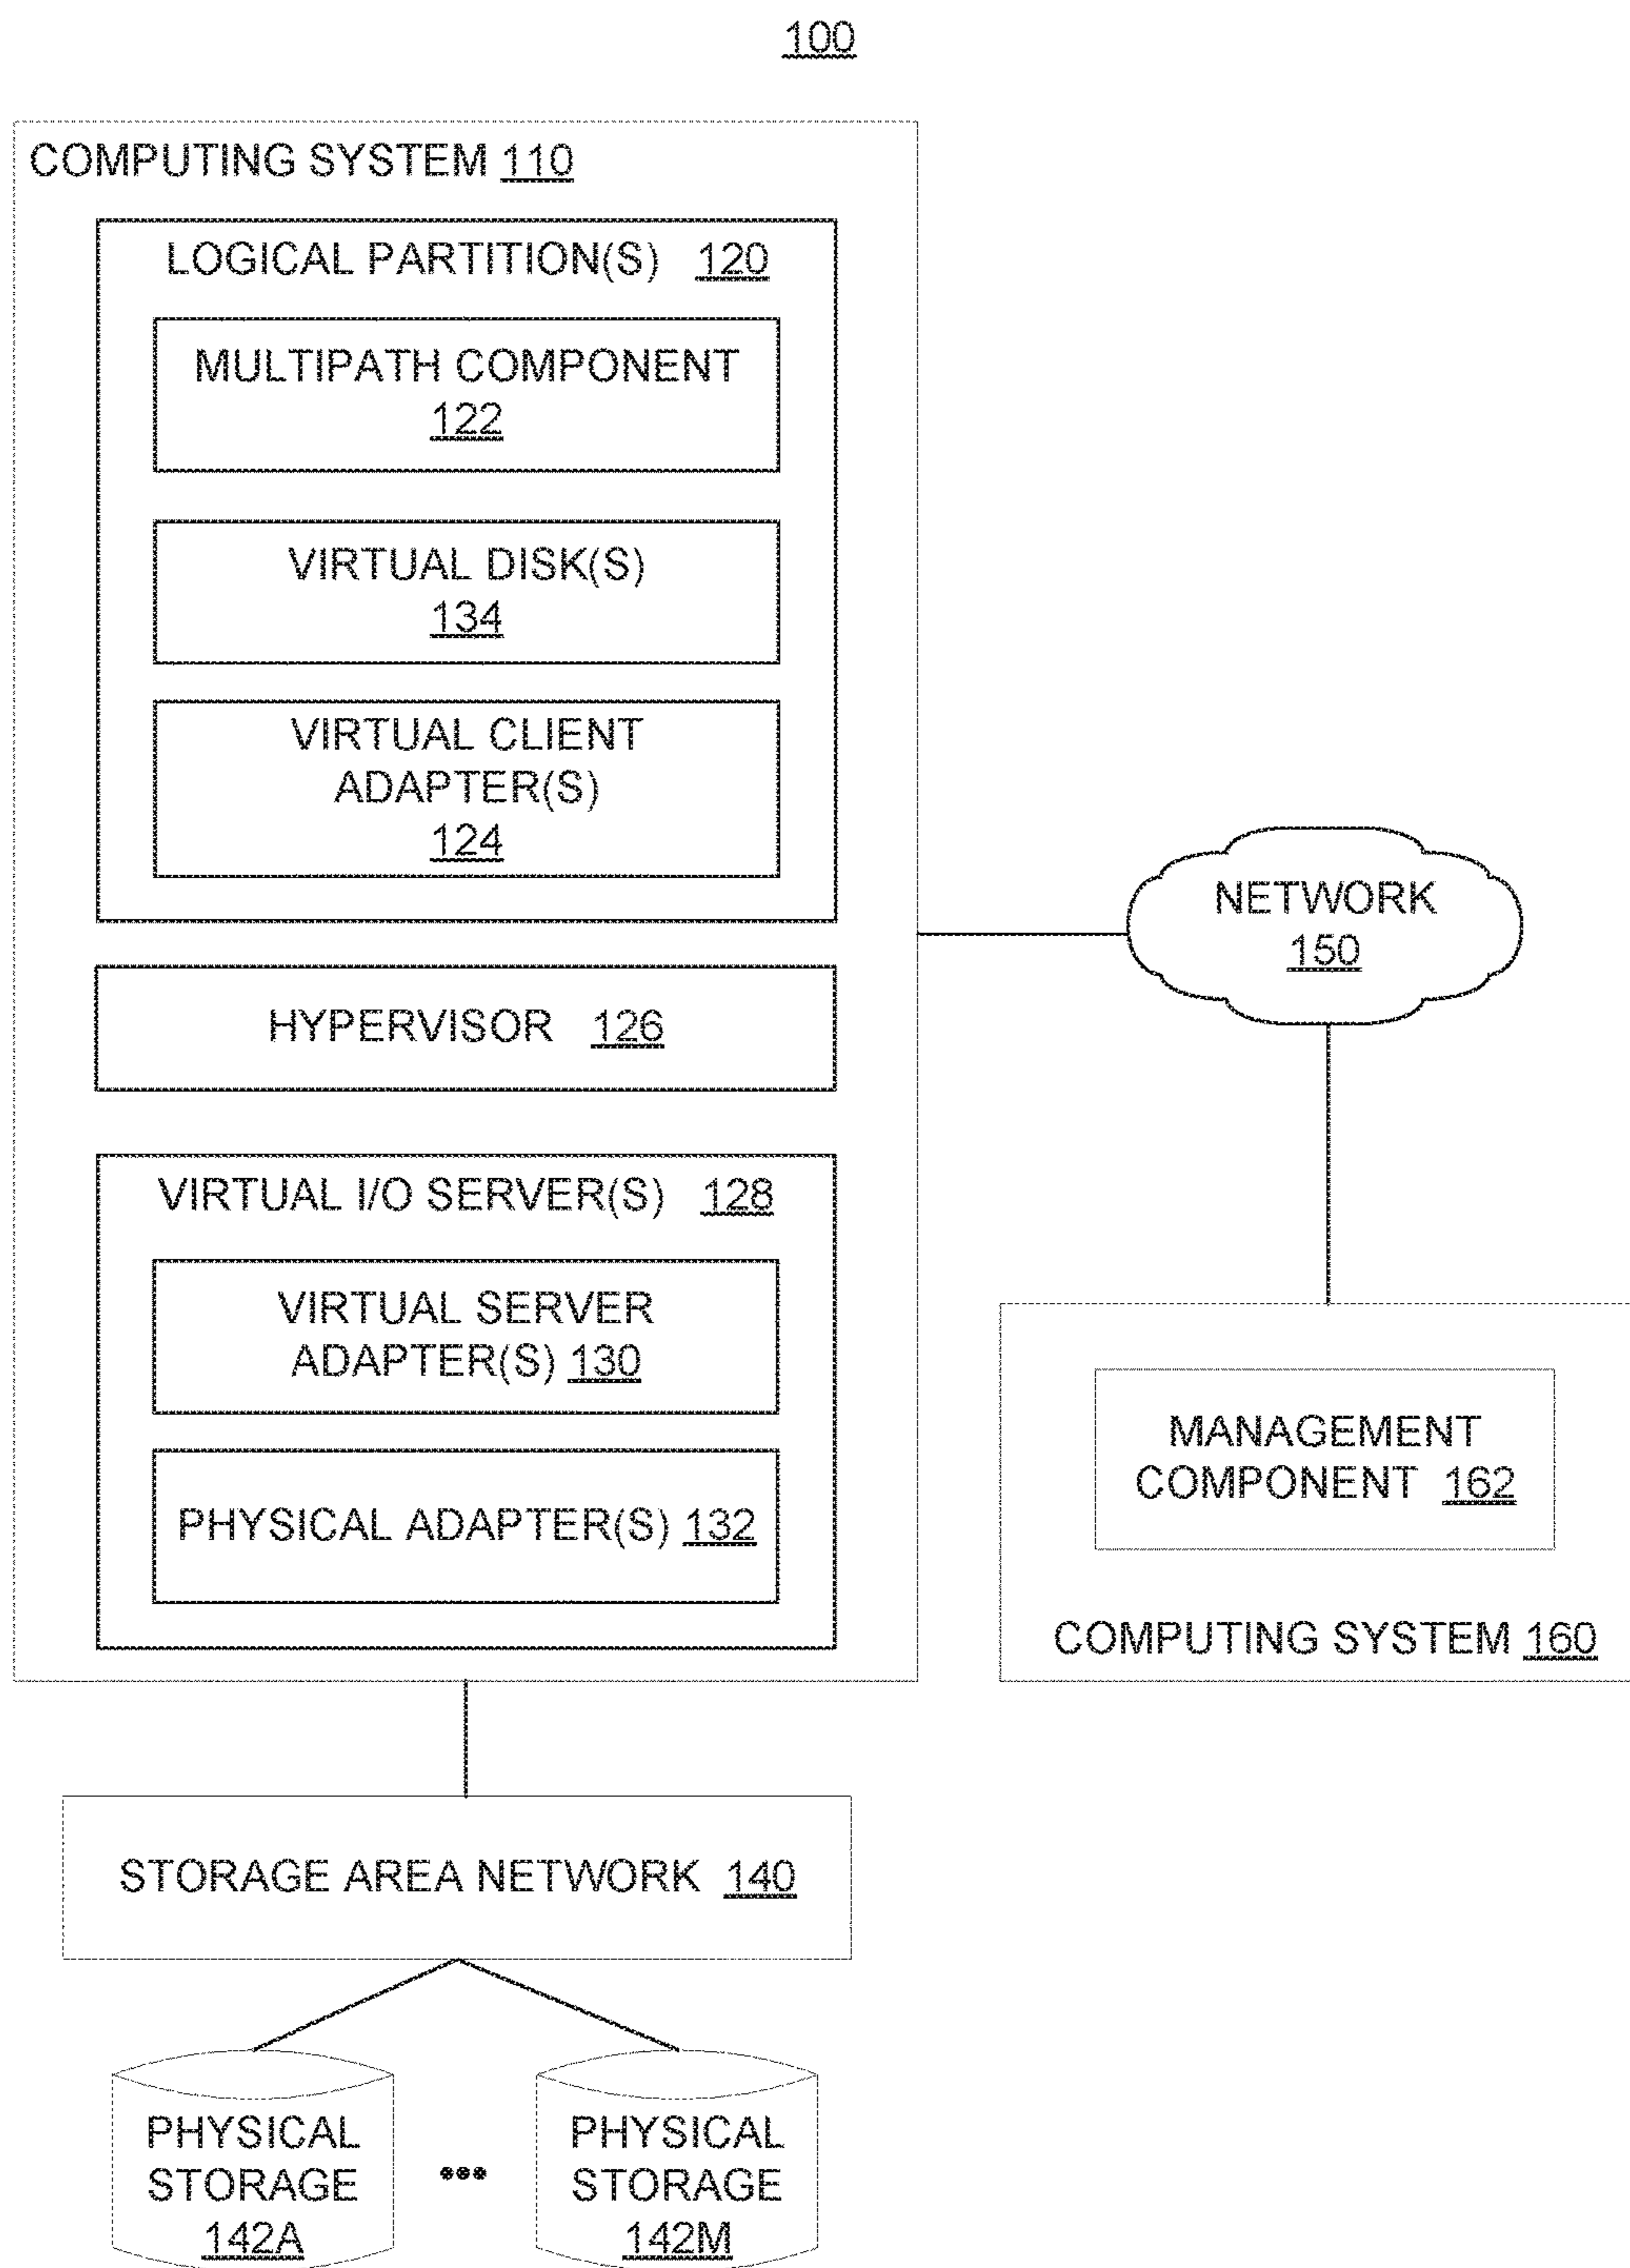 100
COMPUTING SYSTEM 110
LOGICAL PARTITION(S) 120
MULTIPATH COMPONENT
122
VIRTUAL DISK(S)
134
VIRTUAL CLIENT
ADAPTER(S)
124
HYPERVISOR 126
VIRTUAL I/O SERVER(S) 128
VIRTUAL SERVER
ADAPTER(S) 130
PHYSICAL ADAPTER(S) 132
NETWORK
150
MANAGEMENT
COMPONENT 162
COMPUTING SYSTEM 160
STORAGE AREA NETWORK 140
PHYSICAL
STORAGE
142A
•••
PHYSICAL
STORAGE
142M